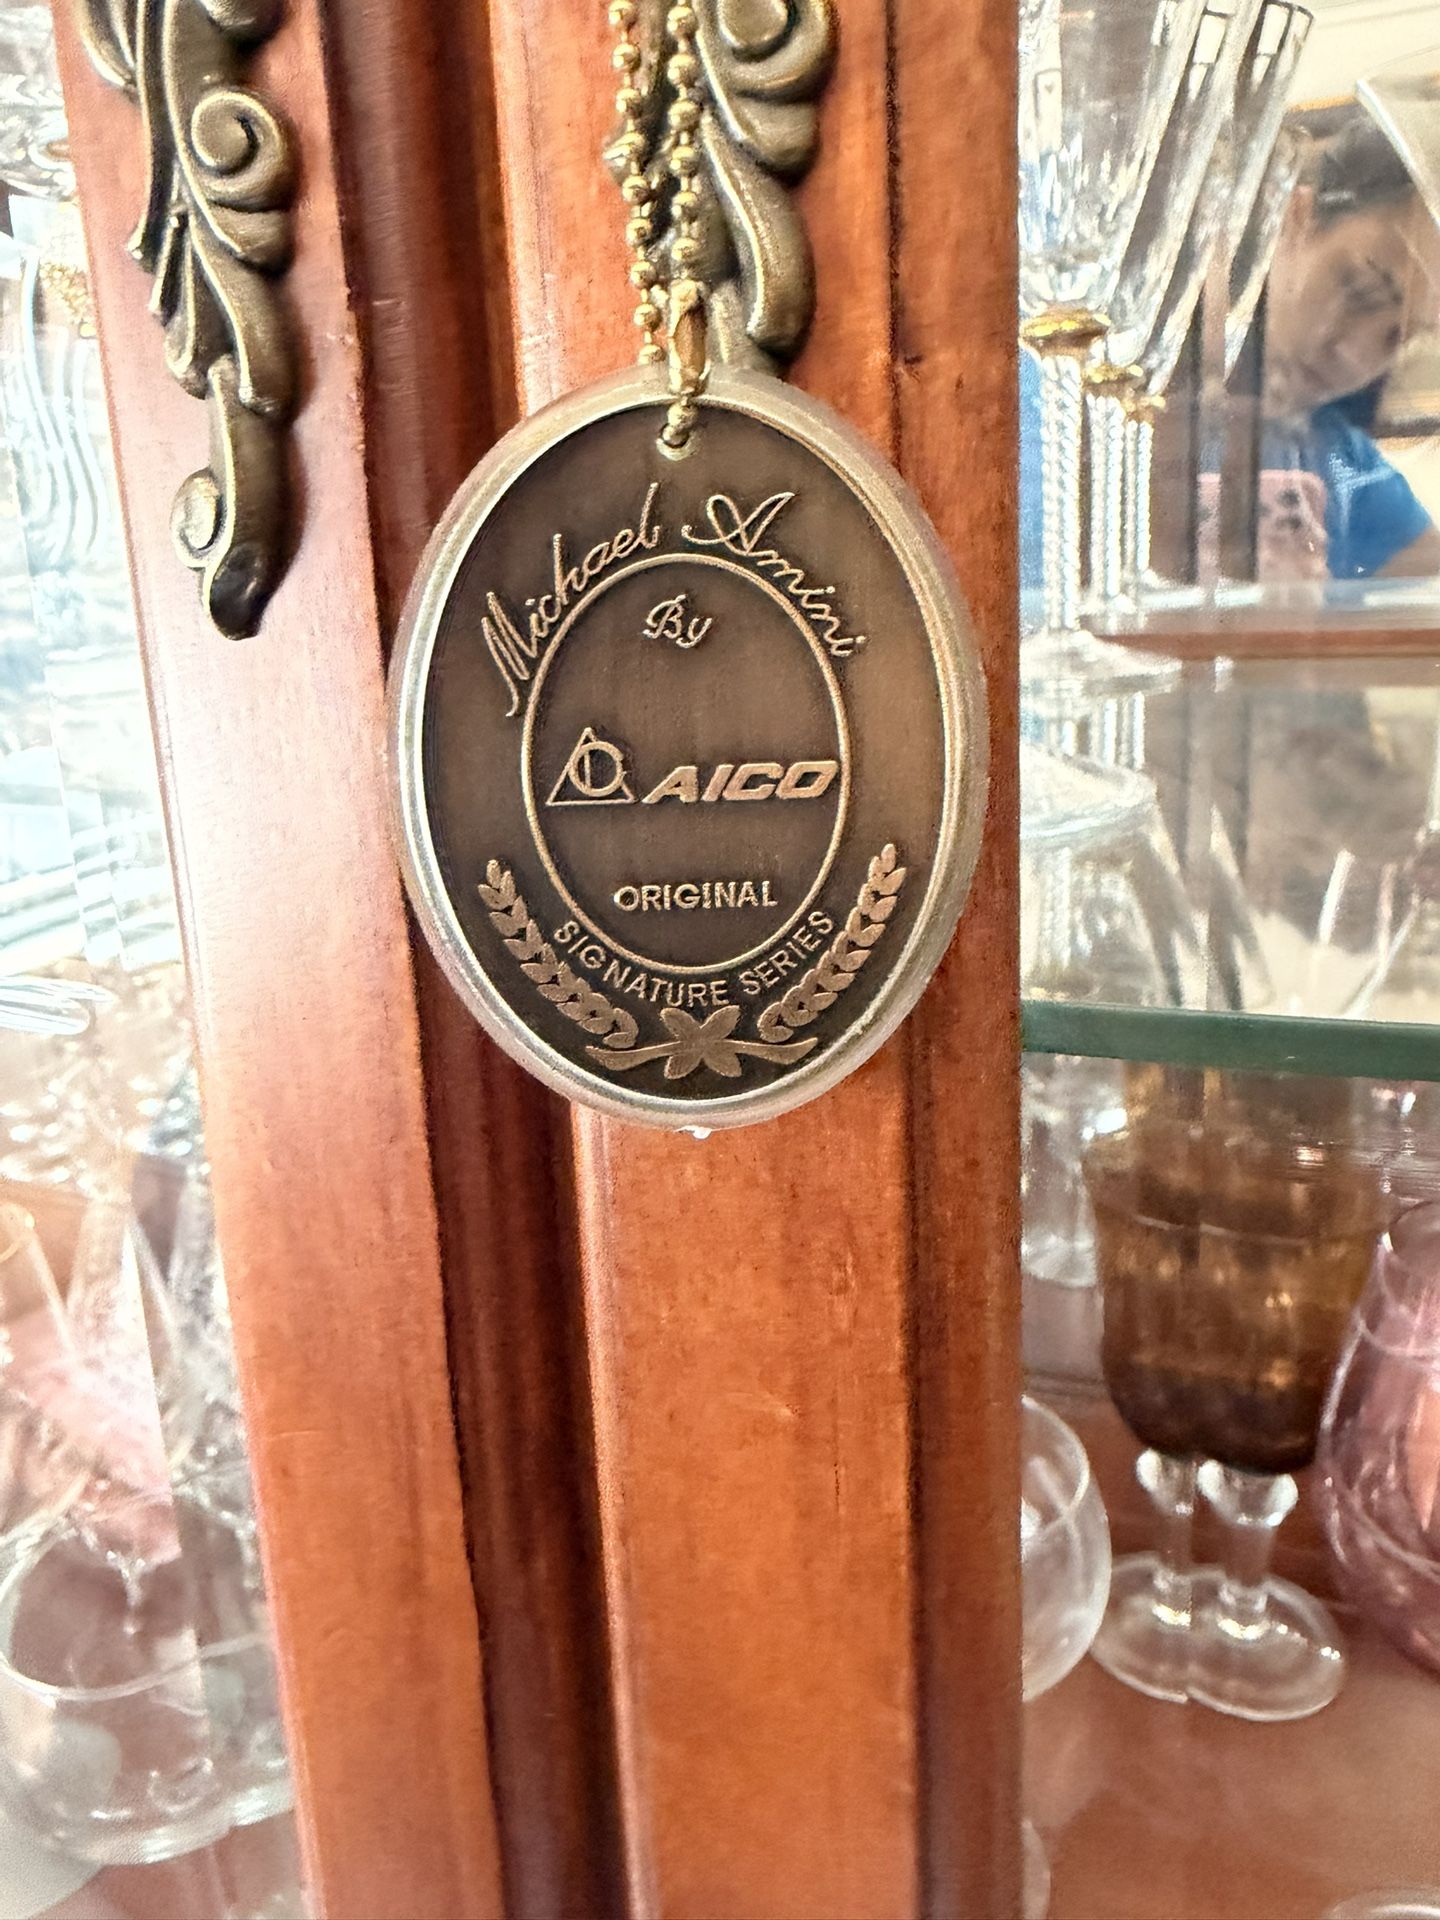 Michael Amini
By
AICO
ORIGINAL
SIGNATURE SERIES